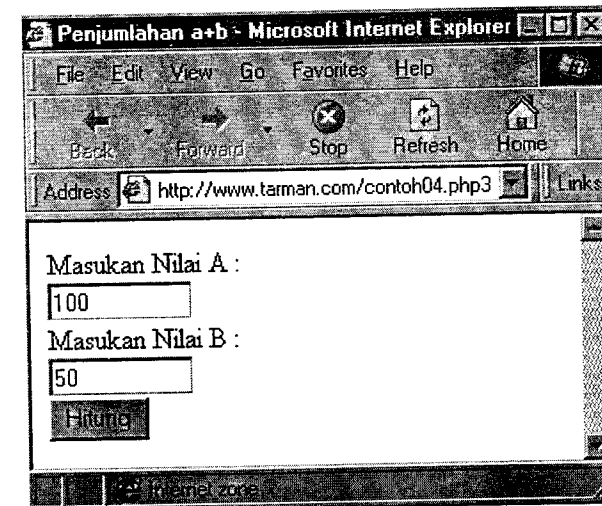 Penjumlahan a+b - Microsoft Internet Explorer
File Edit View Go Favorites Help
Back Forward Stop Refresh Home
Address http://www.tarman.com/contoh04.php3 Links
Masukan Nilai A :
100
Masukan Nilai B :
50
Hitung
Internet zone